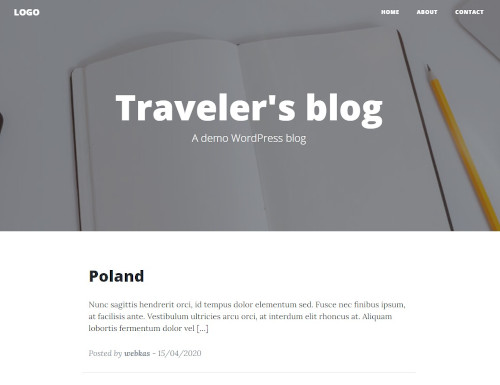 LOGO
HOME ABOUT CONTACT
Traveler's blog
A demo WordPress blog
Poland
Nunc sagittis hendrerit orci, id tempus dolor elementum sed. Fusce nec finibus ipsum,
at facilisis ante. Vestibulum ultricies arcu orci, at interdum elit rhoncus at. Aliquam
lobortis fermentum dolor vel [...]
Posted by webkus - 15/04/2020